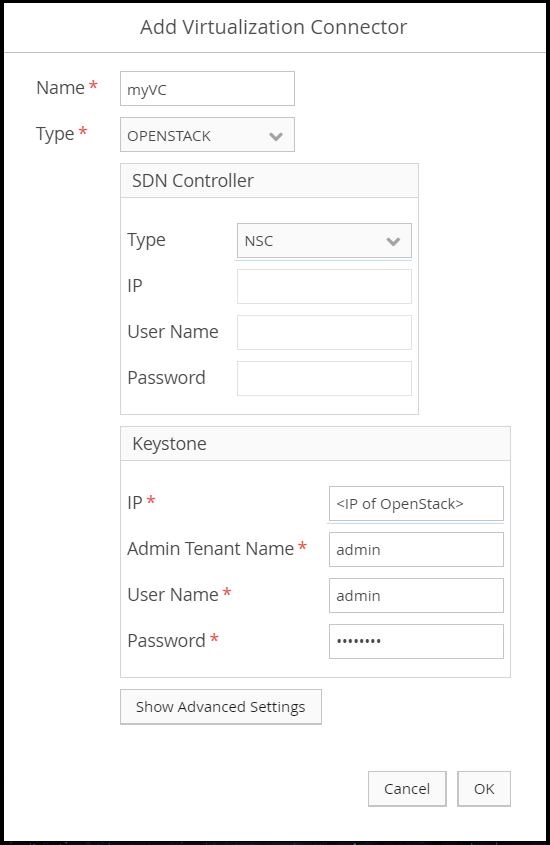 Add Virtualization Connector
Name * myVC
Type * OPENSTACK
SDN Controller
Type NSC
IP
User Name
Password
Keystone
IP * <IP of OpenStack>
Admin Tenant Name * admin
User Name * admin
Password * ••••••••
Show Advanced Settings
Cancel OK